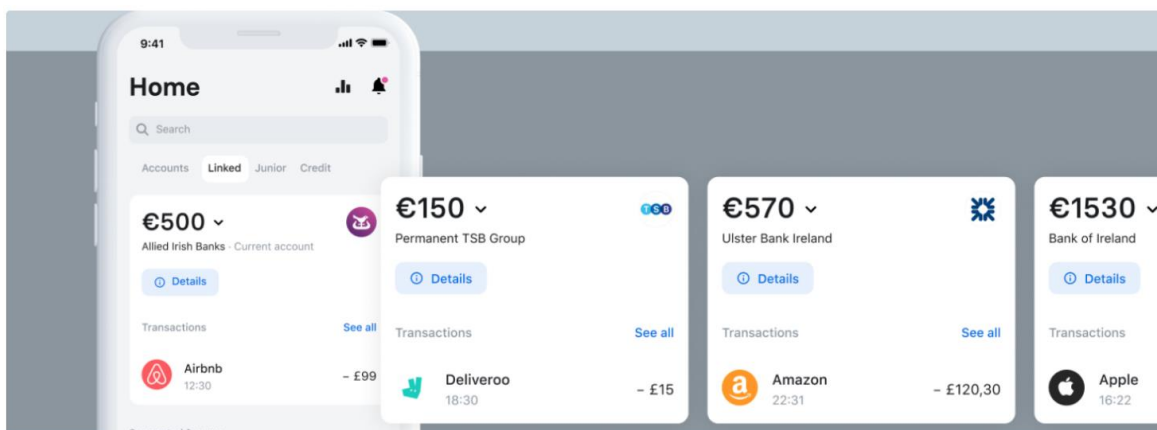 9:41
Home
Search
Accounts Linked Junior Credit
€500
Allied Irish Banks · Current account
Details
Transactions See all
Airbnb
12:30
– £99
€150
TSB
Permanent TSB Group
Details
Transactions See all
Deliveroo
18:30
– £15
€570
Ulster Bank Ireland
Details
Transactions See all
a
Amazon
22:31
– £120,30
€1530
Bank of Ireland
Details
Transactions
Apple
16:22